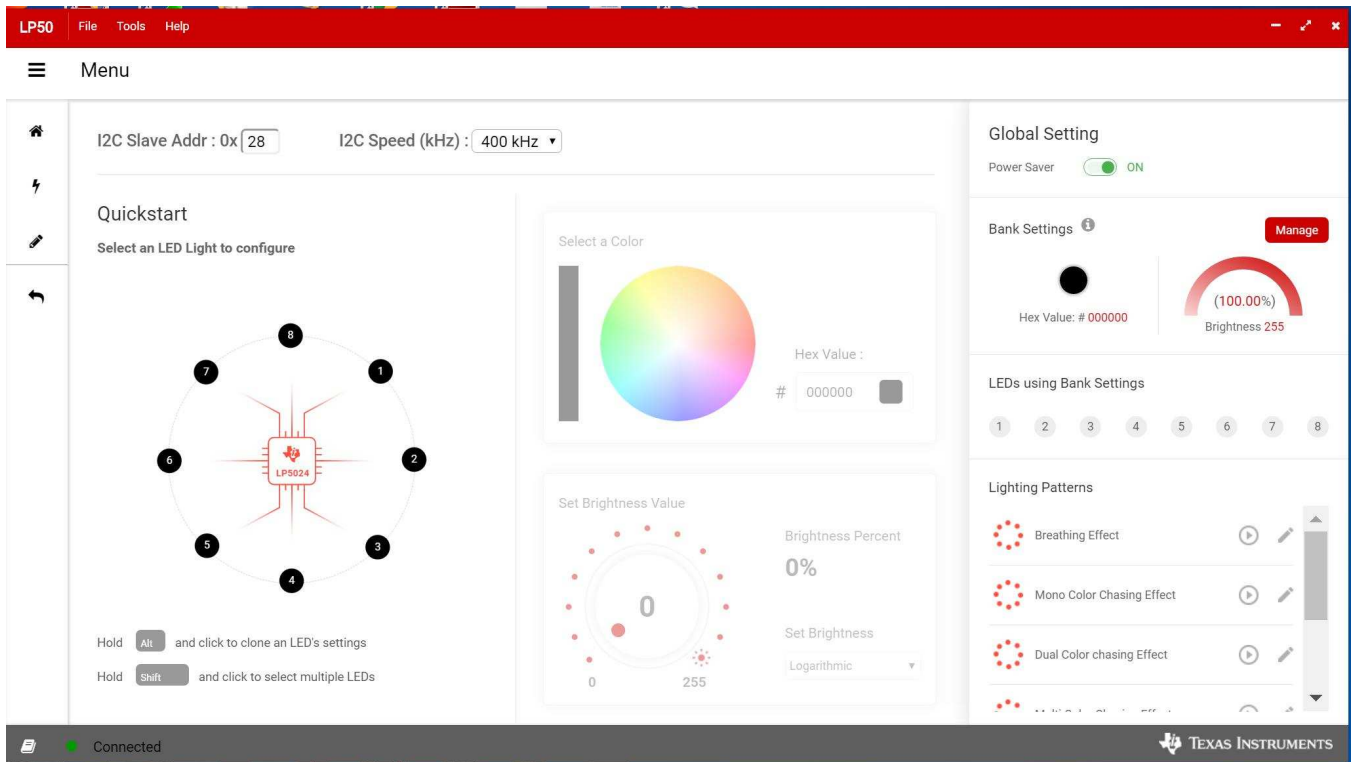 LP50 File Tools Help
Menu
I2C Slave Addr : 0x 28 I2C Speed (kHz) : 400 kHz
Quickstart
Select an LED Light to configure
8
7
1
6
2
LP5024
5
3
4
Hold Alt and click to clone an LED's settings
Hold Shift and click to select multiple LEDs
Select a Color
Hex Value :
# 000000
Set Brightness Value
Brightness Percent
0%
0
Set Brightness
Logarithmic
0 255
Global Setting
Power Saver ON
Bank Settings Manage
(100.00%)
Hex Value: # 000000
Brightness 255
LEDs using Bank Settings
1 2 3 4 5 6 7 8
Lighting Patterns
Breathing Effect
Mono Color Chasing Effect
Dual Color chasing Effect
Connected
TEXAS INSTRUMENTS